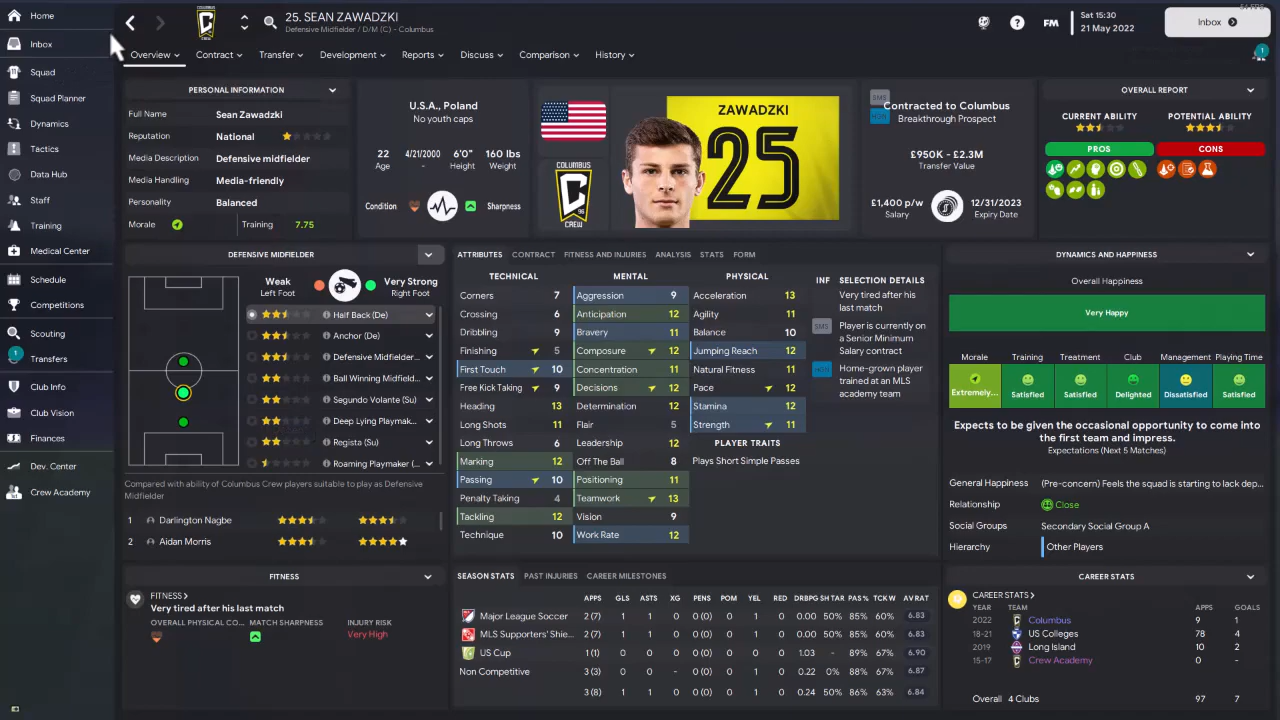 Home
25. SEAN ZAWADZKI
Defensive Midfielder / D/M (C) - Columbus
FM
Sat 15:30
21 May 2022
Inbox
Inbox
Squad
Squad Planner
Dynamics
Tactics
Data Hub
Staff
Training
Medical Center
Schedule
Competitions
Scouting
1
Transfers
Club Info
Club Vision
Finances
Dev. Center
Crew Academy
Overview Contract Transfer Development Reports Discuss Comparison History
1
PERSONAL INFORMATION
Full Name Sean Zawadzki
Reputation National
Media Description Defensive midfielder
Media Handling Media-friendly
Personality Balanced
Morale Training 7.75
U.S.A., Poland
No youth caps
22 4/21/2000 6'0" 160 lbs
Age - Height Weight
Condition Sharpness
COLUMBUS
C
CREW
ZAWADZKI
25
SMS
HGN
Contracted to Columbus
Breakthrough Prospect
£950K - £2.3M
Transfer Value
£1,400 p/w 12/31/2023
Salary Expiry Date
OVERALL REPORT
CURRENT ABILITY POTENTIAL ABILITY
PROS CONS
DEFENSIVE MIDFIELDER
Weak Very Strong
Left Foot Right Foot
Half Back (De)
Anchor (De)
Defensive Midfielder...
Ball Winning Midfield...
Segundo Volante (Su)
Deep Lying Playmak...
Regista (Su)
Roaming Playmaker (...
Compared with ability of Columbus Crew players suitable to play as Defensive
Midfielder
1 Darlington Nagbe
2 Aidan Morris
ATTRIBUTES CONTRACT FITNESS AND INJURIES ANALYSIS STATS FORM
TECHNICAL MENTAL PHYSICAL
Corners 7 Aggression 9 Acceleration 13
Crossing 6 Anticipation 12 Agility 11
Dribbling 9 Bravery 11 Balance 10
Finishing 5 Composure 12 Jumping Reach 12
First Touch 10 Concentration 11 Natural Fitness 11
Free Kick Taking 9 Decisions 12 Pace 12
Heading 13 Determination 12 Stamina 12
Long Shots 11 Flair 5 Strength 11
Long Throws 6 Leadership 12 PLAYER TRAITS
Marking 12 Off The Ball 8 Plays Short Simple Passes
Passing 10 Positioning 11
Penalty Taking 4 Teamwork 13
Tackling 12 Vision 9
Technique 10 Work Rate 12
INF SELECTION DETAILS
Very tired after his
last match
SMS Player is currently on
a Senior Minimum
Salary contract
HGN Home-grown player
trained at an MLS
academy team
DYNAMICS AND HAPPINESS
Overall Happiness
Very Happy
Morale Training Treatment Club Management Playing Time
Extremely... Satisfied Satisfied Delighted Dissatisfied Satisfied
Expects to be given the occasional opportunity to come into
the first team and impress.
Expectations (Next 5 Matches)
General Happiness (Pre-concern) Feels the squad is starting to lack dep...
Relationship Close
Social Groups Secondary Social Group A
Hierarchy Other Players
FITNESS
FITNESS>
Very tired after his last match
OVERALL PHYSICAL CO... MATCH SHARPNESS INJURY RISK
Very High
SEASON STATS PAST INJURIES CAREER MILESTONES
APPS GLS ASTS XG PENS POM YEL RED DRBPG SH TAR PAS % TCK W AV RAT
Major League Soccer 2 (7) 1 1 0 0 (0) 0 1 0 0.00 50% 85% 60% 6.83
MLS Supporters' Shie... 2 (7) 1 1 0 0 (0) 0 1 0 0.00 50% 85% 60% 6.83
US Cup 1 (1) 0 0 0 0 (0) 0 0 0 1.03 - 89% 67% 6.90
Non Competitive 3 (3) 0 0 - 0 (0) 0 1 0 0.22 0% 88% 67% 6.87
3 (8) 1 1 0 0 (0) 0 1 0 0.24 50% 86% 63% 6.84
CAREER STATS
CAREER STATS>
YEAR TEAM APPS GOALS
2022 Columbus 9 1
18-21 US Colleges 78 4
2019 Long Island 10 2
15-17 Crew Academy 0 -
Overall 4 Clubs 97 7